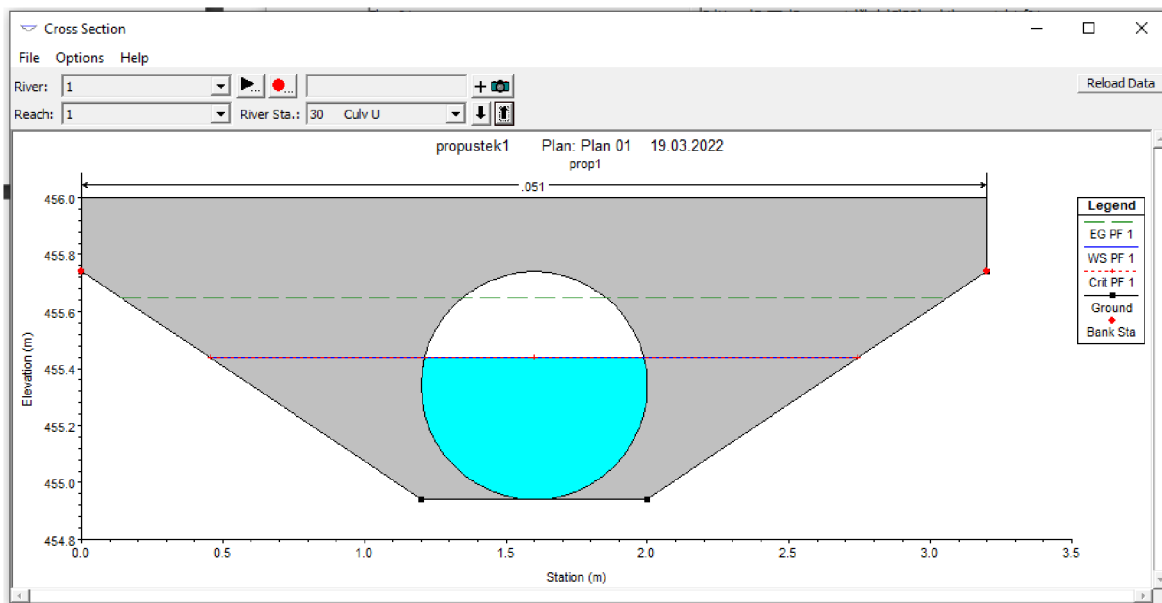 Cross Section
File Options Help
River: 1
Reload Data
Reach: 1 River Sta.: 30 Culv U
propustek1 Plan: Plan 01 19.03.2022
prop1
.051
456.0
455.8
455.6
455.4
455.2
455.0
454.8
Elevation (m)
0.0 0.5 1.0 1.5 2.0 2.5 3.0 3.5
Station (m)
Legend
EG PF 1
WS PF 1
Crit PF 1
Ground
Bank Sta